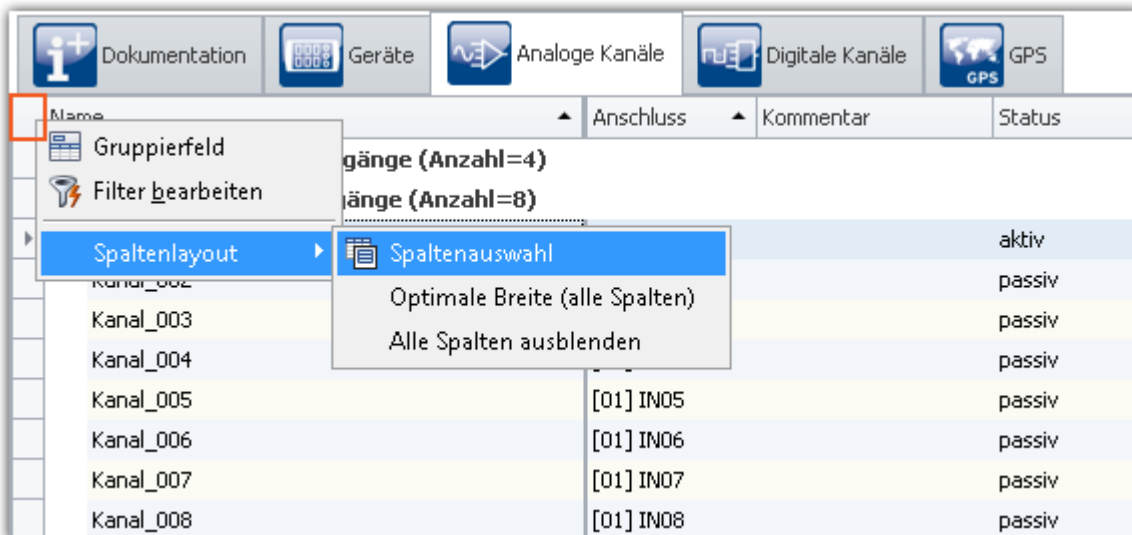 Dokumentation Geräte Analoge Kanäle Digitale Kanäle GPS GPS
Name Anschluss Kommentar Status
Gruppierfeld
gänge (Anzahl=4)
Filter bearbeiten
gänge (Anzahl=8)
Spaltenlayout Spaltenauswahl aktiv
passiv
Optimale Breite (alle Spalten)
Kanal_003 passiv
Alle Spalten ausblenden
Kanal_004 passiv
Kanal_005 [01] IN05 passiv
Kanal_006 [01] IN06 passiv
Kanal_007 [01] IN07 passiv
Kanal_008 [01] IN08 passiv